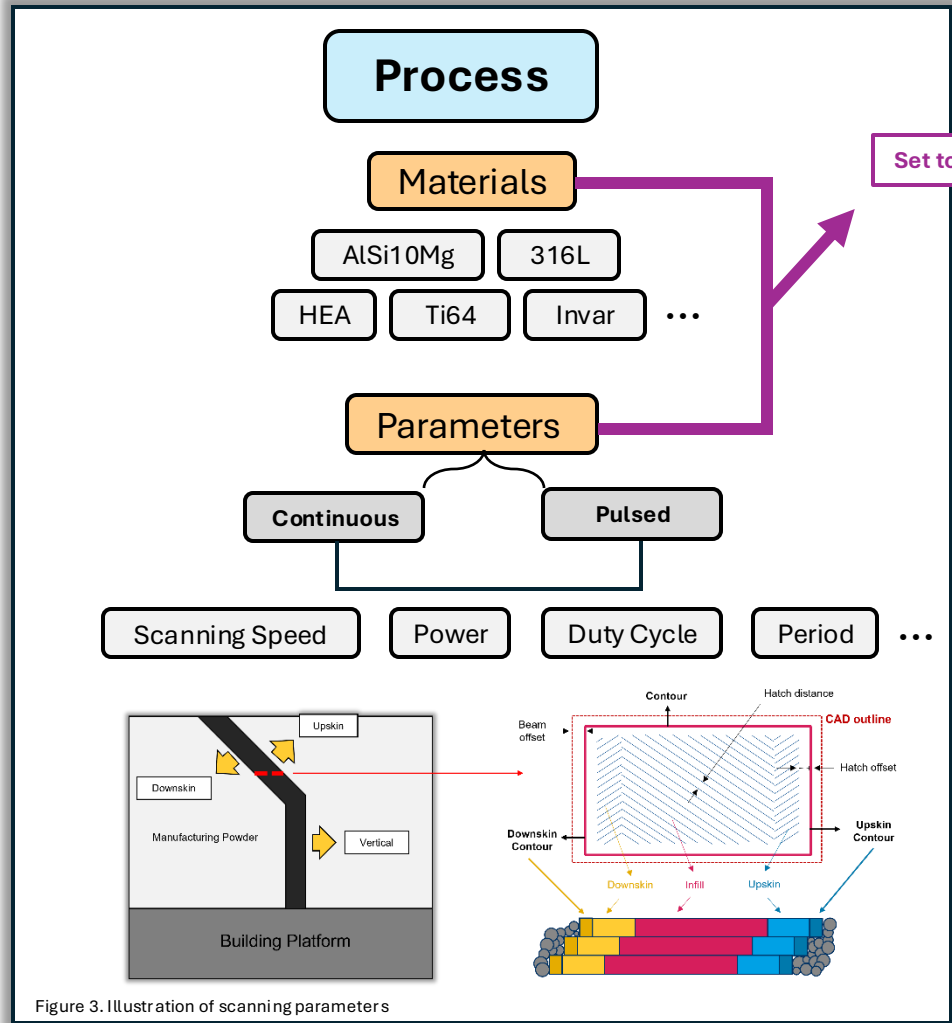 Process
Materials
Set to
AlSi10Mg
316L
HEA
Ti64
Invar
...
Parameters
Continuous
Pulsed
Scanning Speed
Power
Duty Cycle
Period
...
Upskin
Downskin
Manufacturing Powder
Vertical
Building Platform
Contour
Hatch distance
Beam
offset
CAD outline
Hatch offset
Downskin
Contour
Upskin
Contour
Downskin
Infill
Upskin
Figure 3. Illustration of scanning parameters